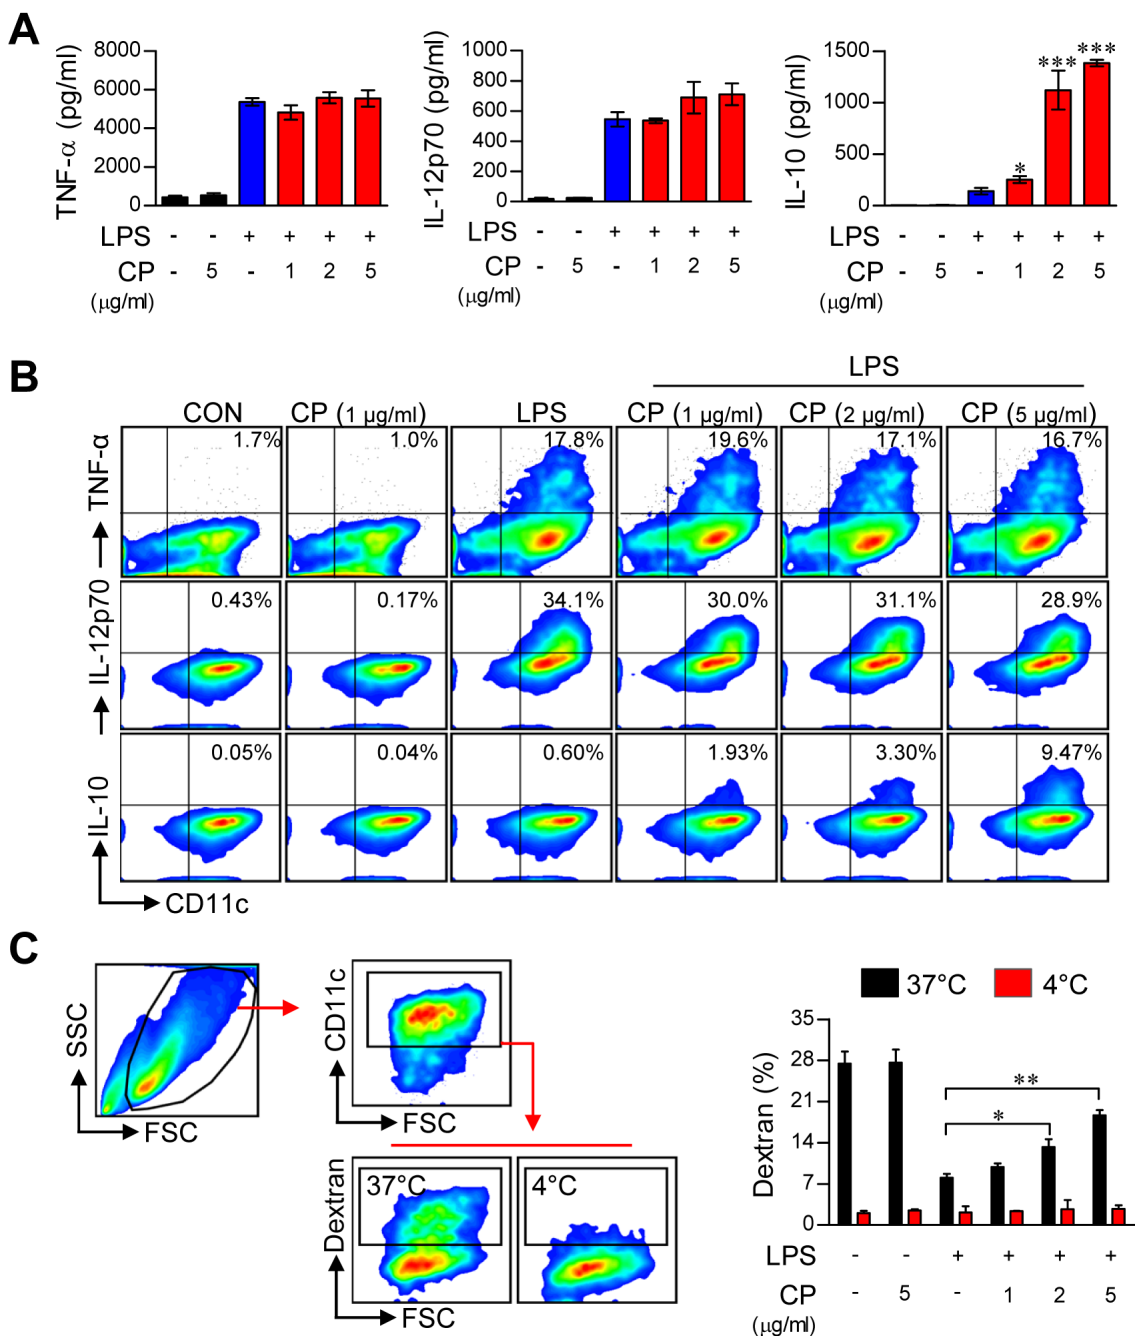 A
TNF-α (pg/ml)
8000
6000
4000
2000
0
LPS - - + + + +
CP - 5 - 1 2 5
(μg/ml)
IL-12p70 (pg/ml)
1000
800
600
400
200
0
LPS - - + + + +
CP - 5 - 1 2 5
(μg/ml)
IL-10 (pg/ml)
1500
1000
500
0
* *** ***
LPS - - + + + +
CP - 5 - 1 2 5
(μg/ml)
B
LPS
CON CP (1 μg/ml) LPS CP (1 μg/ml) CP (2 μg/ml) CP (5 μg/ml)
TNF-α
1.7% 1.0% 17.8% 19.6% 17.1% 16.7%
IL-12p70
0.43% 0.17% 34.1% 30.0% 31.1% 28.9%
IL-10
0.05% 0.04% 0.60% 1.93% 3.30% 9.47%
CD11c
C
SSC
FSC
CD11c
FSC
Dextran
37°C 4°C
FSC
37°C 4°C
Dextran (%)
35
28
21
14
7
0
**
*
LPS - - + + + +
CP - 5 - 1 2 5
(μg/ml)